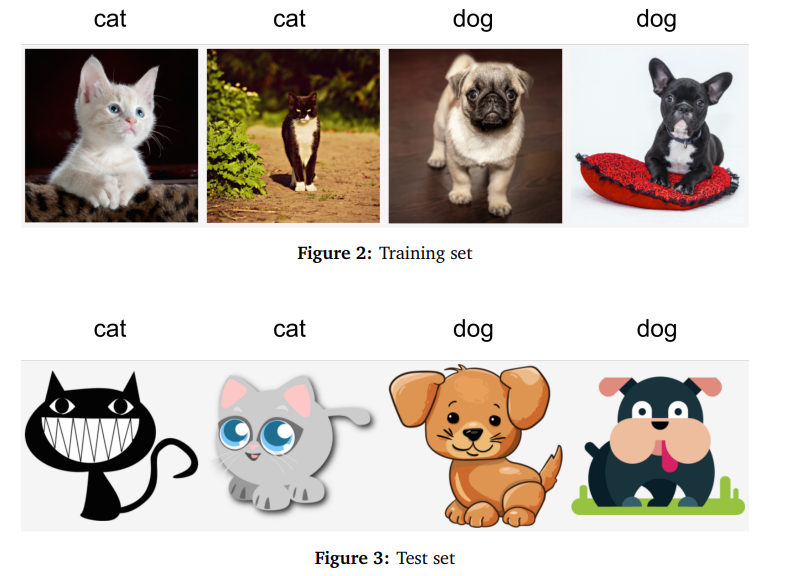 cat cat dog dog
Figure 2: Training set
cat cat dog dog
Figure 3: Test set